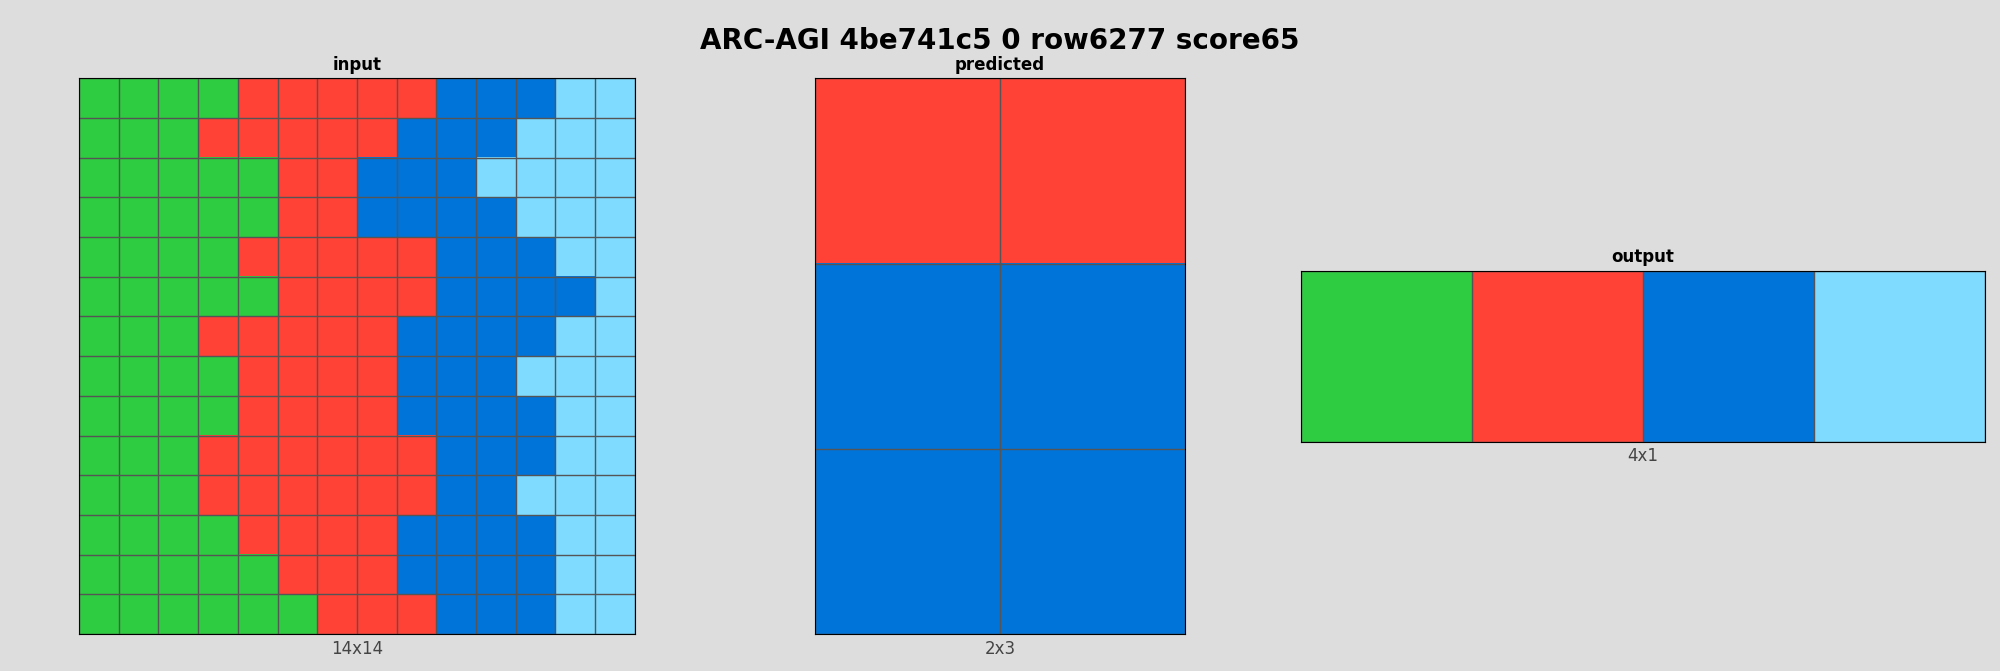 ARC-AGI 4be741c5 0 row6277 score65
input
predicted
output
14x14
2x3
4x1